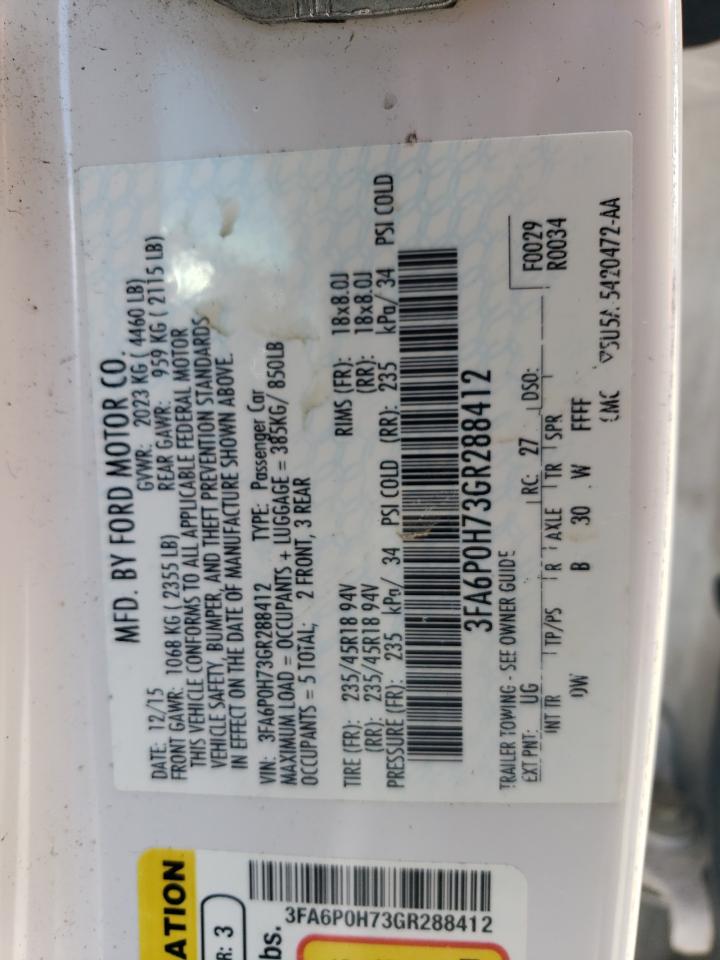 MFD. BY FORD MOTOR CO.
DATE: 12/15 GVWR: 2023 KG ( 4460 LB)
FRONT GAWR: 1068 KG ( 2355 LB) REAR GAWR: 959 KG ( 2115 LB)
THIS VEHICLE CONFORMS TO ALL APPLICABLE FEDERAL MOTOR
VEHICLE SAFETY, BUMPER, AND THEFT PREVENTION STANDARDS
IN EFFECT ON THE DATE OF MANUFACTURE SHOWN ABOVE.
VIN: 3FA6P0H73GR288412 TYPE: Passenger Car
MAXIMUM LOAD = OCCUPANTS + LUGGAGE = 385KG/ 850LB
OCCUPANTS = 5 TOTAL; 2 FRONT, 3 REAR
TIRE (FR): 235/45R18 94V RIMS (FR): 18x8.0J
(RR): 235/45R18 94V (RR): 18x8.0J
PRESSURE (FR): 235 kPa/ 34 PSI COLD (RR): 235 kPa/ 34 PSI COLD
3FA6P0H73GR288412
TRAILER TOWING - SEE OWNER GUIDE
EXT PNT: UG RC: 27 DSO: F0029
R0034
INT TR TP/PS R AXLE TR SPR
B 30 W FFFF
5420472-AA
ATION
R: 3
bs.
3FA6P0H73GR288412